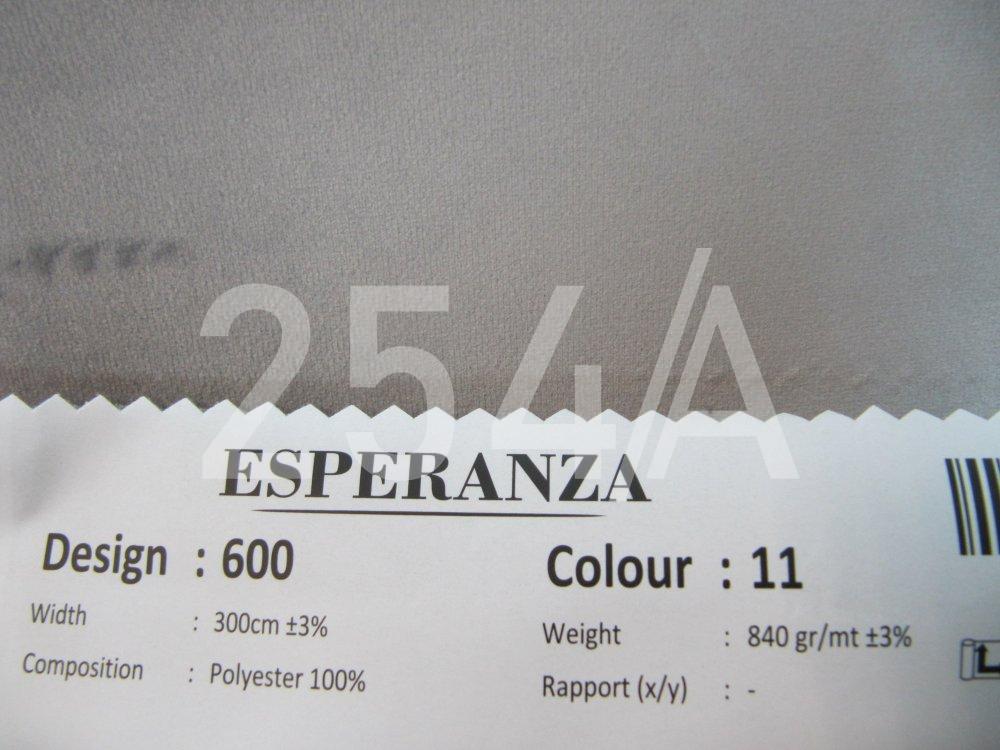 254A
ESPERANZA
Design : 600
Colour : 11
Width : 300cm ±3%
Weight : 840 gr/mt ±3%
Composition : Polyester 100%
Rapport (x/y) : -